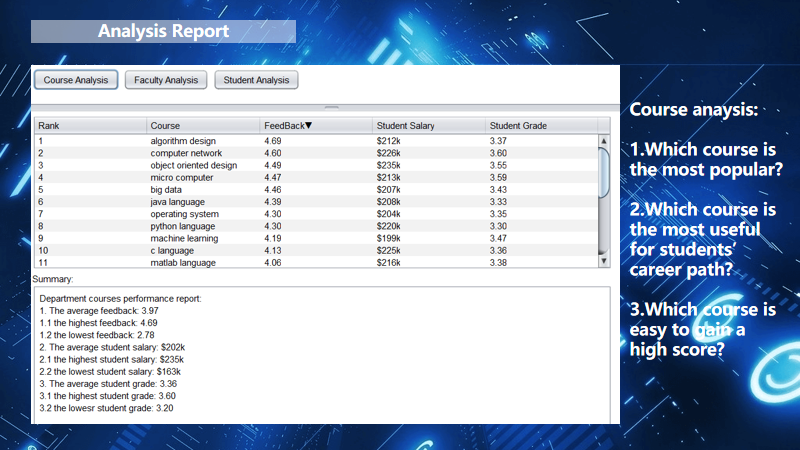 Analysis Report
Course Analysis Faculty Analysis Student Analysis
Rank Course FeedBack▼ Student Salary Student Grade
1 algorithm design 4.69 $212k 3.37
2 computer network 4.60 $226k 3.60
3 object oriented design 4.49 $235k 3.55
4 micro computer 4.47 $213k 3.59
5 big data 4.46 $207k 3.43
6 java language 4.39 $208k 3.33
7 operating system 4.30 $204k 3.35
8 python language 4.30 $220k 3.30
9 machine learning 4.19 $199k 3.47
10 c language 4.13 $225k 3.36
11 matlab language 4.06 $216k 3.38
Summary:
Department courses performance report:
1. The average feedback: 3.97
1.1 the highest feedback: 4.69
1.2 the lowest feedback: 2.78
2. The average student salary: $202k
2.1 the highest student salary: $235k
2.2 the lowest student salary: $163k
3. The average student grade: 3.36
3.1 the highest student grade: 3.60
3.2 the lowesr student grade: 3.20
Course anaysis:
1.Which course is
the most popular?
2.Which course is
the most useful
for students’
career path?
3.Which course is
easy to gain a
high score?